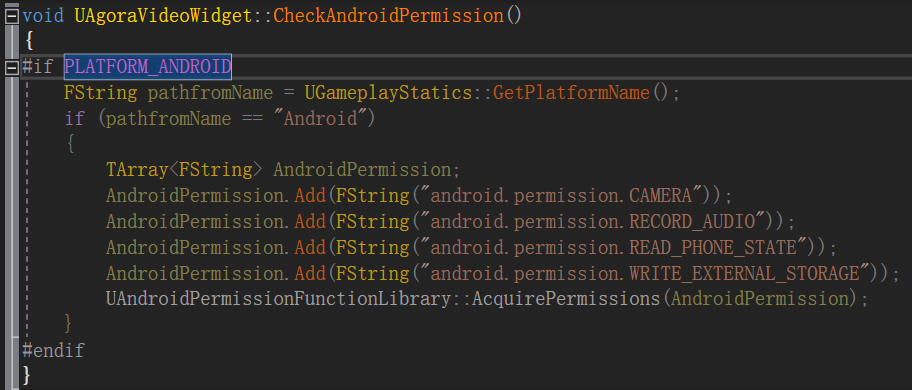 void UAgoraVideoWidget::CheckAndroidPermission()
{
#if PLATFORM_ANDROID
FString pathfromName = UGameplayStatics::GetPlatformName();
if (pathfromName == "Android")
{
TArray<FString> AndroidPermission;
AndroidPermission.Add(FString("android.permission.CAMERA"));
AndroidPermission.Add(FString("android.permission.RECORD_AUDIO"));
AndroidPermission.Add(FString("android.permission.READ_PHONE_STATE"));
AndroidPermission.Add(FString("android.permission.WRITE_EXTERNAL_STORAGE"));
UAndroidPermissionFunctionLibrary::AcquirePermissions(AndroidPermission);
}
#endif
}